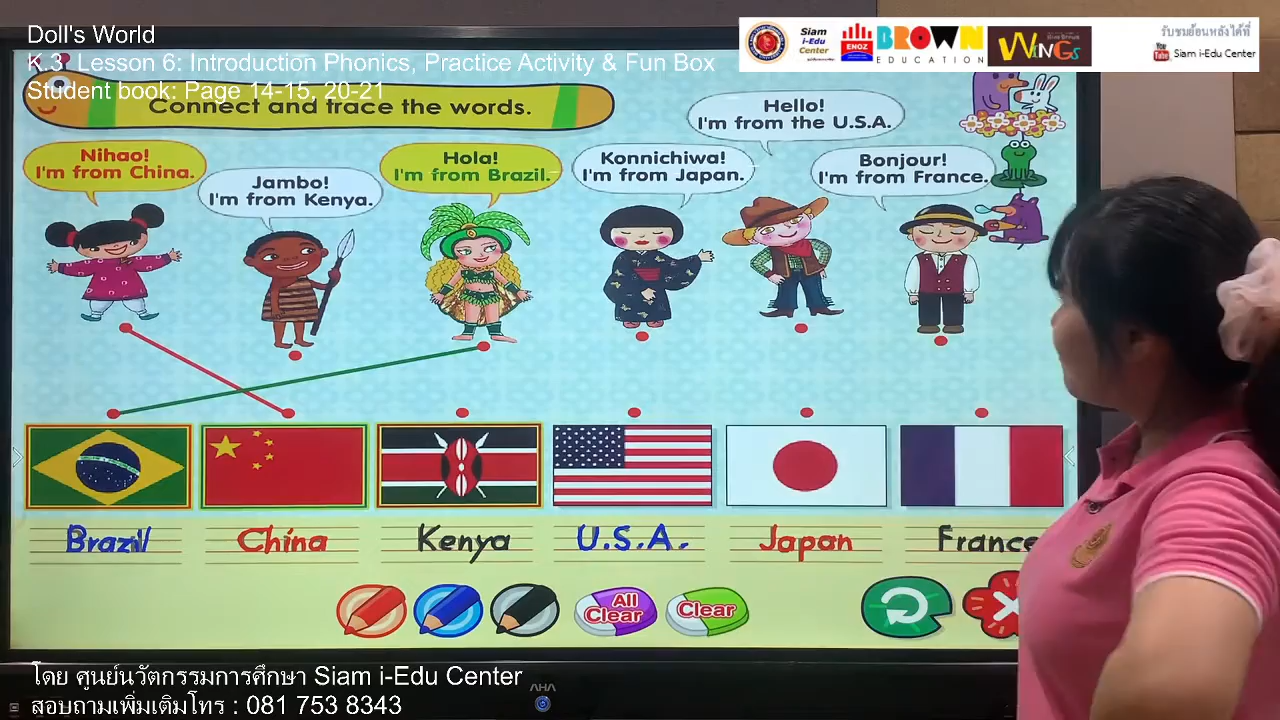 Doll's World
K.3 Lesson 6: Introduction Phonics, Practice Activity & Fun Box
Student book: Page 14-15, 20-21
Siam
i-Edu
Center
ENOZ
BROWN
EDUCATION
WINGS
รับชมย้อนหลังได้ที่
You Tube Siam i-Edu Center
Connect and trace the words.
Hello!
I'm from the U.S.A.
Nihao!
I'm from China.
Jambo!
I'm from Kenya.
Hola!
I'm from Brazil.
Konnichiwa!
I'm from Japan.
Bonjour!
I'm from France.
Brazil
China
Kenya
U.S.A.
Japan
France
All
Clear
Clear
โดย ศูนย์นวัตกรรมการศึกษา Siam i-Edu Center
สอบถามเพิ่มเติมโทร : 081 753 8343
AHA